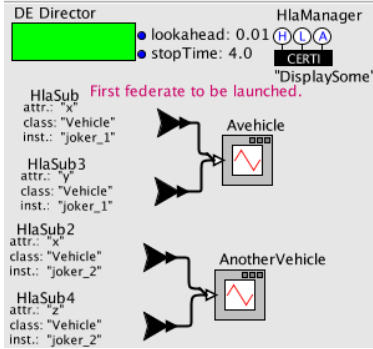 DE Director
lookahead: 0.01
stopTime: 4.0
HlaManager
H L A
CERTI
"DisplaySome"
First federate to be launched.
HlaSub
attr.: "x"
class: "Vehicle"
inst.: "joker_1"
Avehicle
HlaSub3
attr.: "y"
class: "Vehicle"
inst.: "joker_1"
HlaSub2
attr.: "x"
class: "Vehicle"
inst.: "joker_2"
AnotherVehicle
HlaSub4
attr.: "z"
class: "Vehicle"
inst.: "joker_2"